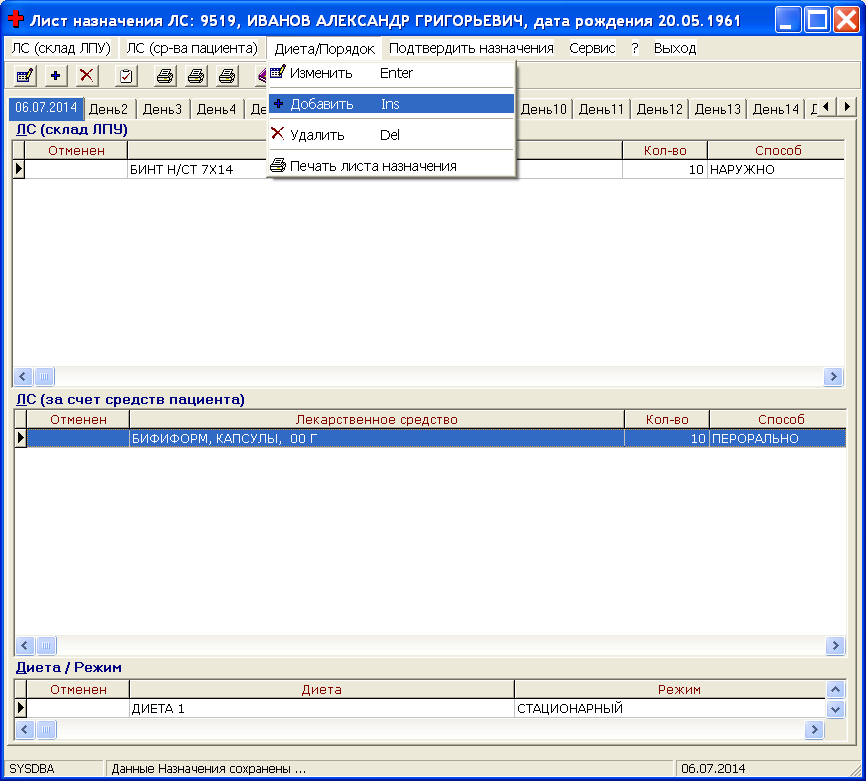 Лист назначения ЛС: 9519, ИВАНОВ АЛЕКСАНДР ГРИГОРЬЕВИЧ, дата рождения 20.05.1961
ЛС (склад ЛПУ) ЛС (ср-ва пациента) Диета/Порядок Подтвердить назначения Сервис ? Выход
Изменить Enter
Добавить Ins
Удалить Del
Печать листа назначения
06.07.2014 День2 День3 День4 Де День10 День11 День12 День13 День14
ЛС (склад ЛПУ)
Отменен Кол-во Способ
БИНТ Н/СТ 7Х14 10 НАРУЖНО
ЛС (за счет средств пациента)
Отменен Лекарственное средство Кол-во Способ
БИФИФОРМ, КАПСУЛЫ, 00 Г 10 ПЕРОРАЛЬНО
Диета / Режим
Отменен Диета Режим
ДИЕТА 1 СТАЦИОНАРНЫЙ
SYSDBA Данные Назначения сохранены ... 06.07.2014